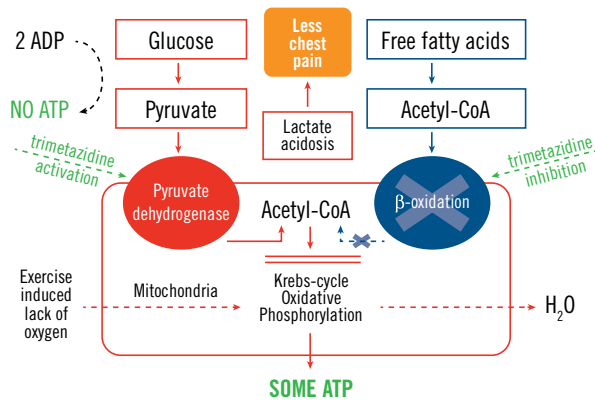 2 ADP
Glucose
Less
chest
pain
Free fatty acids
NO ATP
Pyruvate
Lactate
acidosis
Acetyl-CoA
trimetazidine
activation
trimetazidine
inhibition
Pyruvate
dehydrogenase
Acetyl-CoA
β-oxidation
Exercise
induced
lack of
oxygen
Mitochondria
Krebs-cycle
Oxidative
Phosphorylation
H₂O
SOME ATP